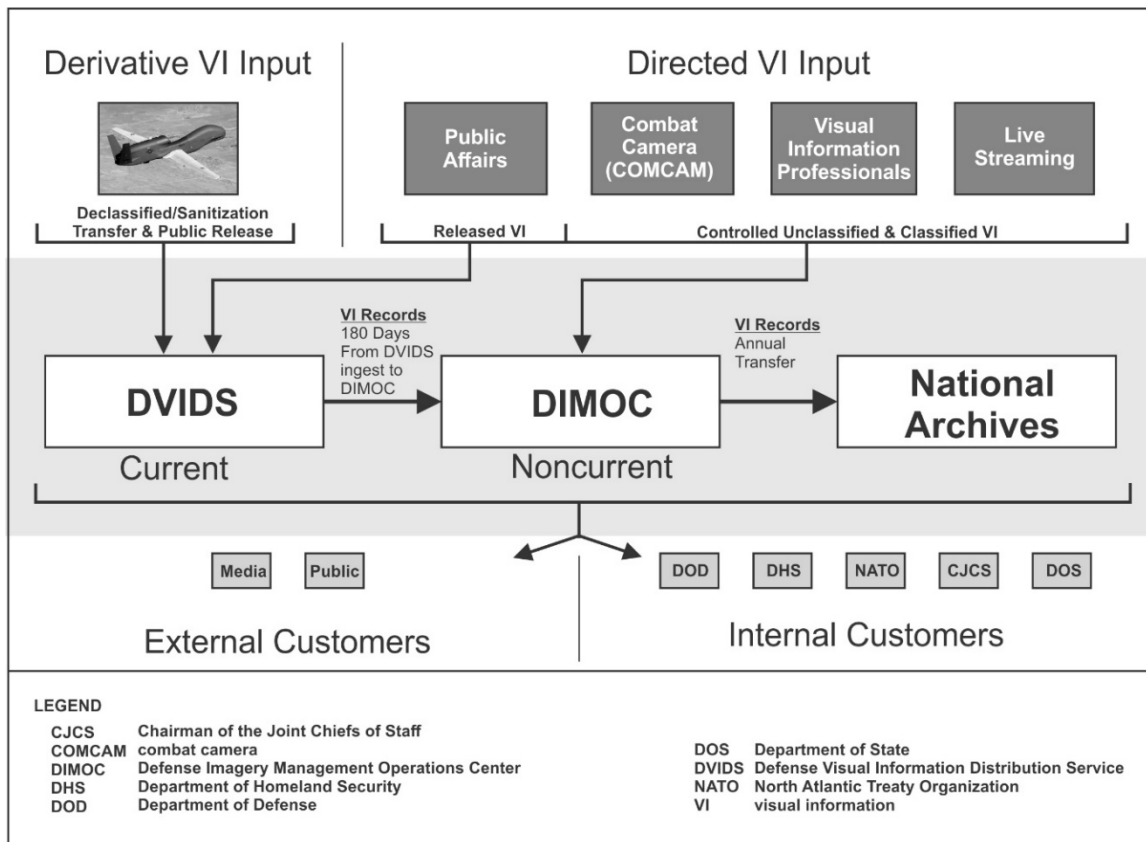 Derivative VI Input
Directed VI Input
Public
Affairs
Combat
Camera
(COMCAM)
Visual
Information
Professionals
Live
Streaming
Declassified/Sanitization
Transfer & Public Release
Released VI
Controlled Unclassified & Classified VI
VI Records
180 Days
From DVIDS
ingest to
DIMOC
VI Records
Annual
Transfer
DVIDS
DIMOC
National
Archives
Current
Noncurrent
Media
Public
DOD
DHS
NATO
CJCS
DOS
External Customers
Internal Customers
LEGEND
CJCS Chairman of the Joint Chiefs of Staff
COMCAM combat camera
DIMOC Defense Imagery Management Operations Center
DHS Department of Homeland Security
DOD Department of Defense
DOS Department of State
DVIDS Defense Visual Information Distribution Service
NATO North Atlantic Treaty Organization
VI visual information